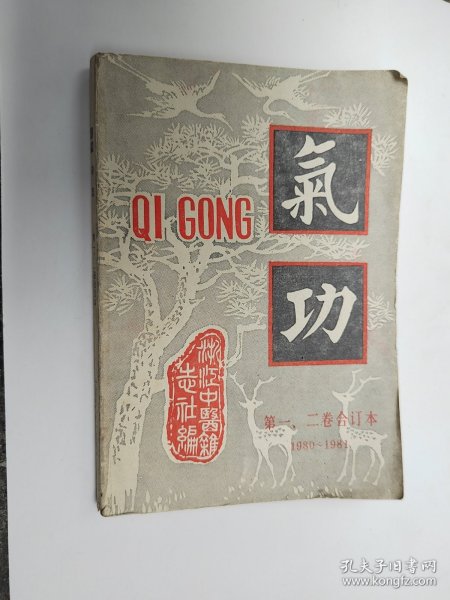 氣
功
QI GONG
浙江中醫雜
志社編
第一、二卷合订本
1980~1981
孔夫子旧书网
www.kongfz.com